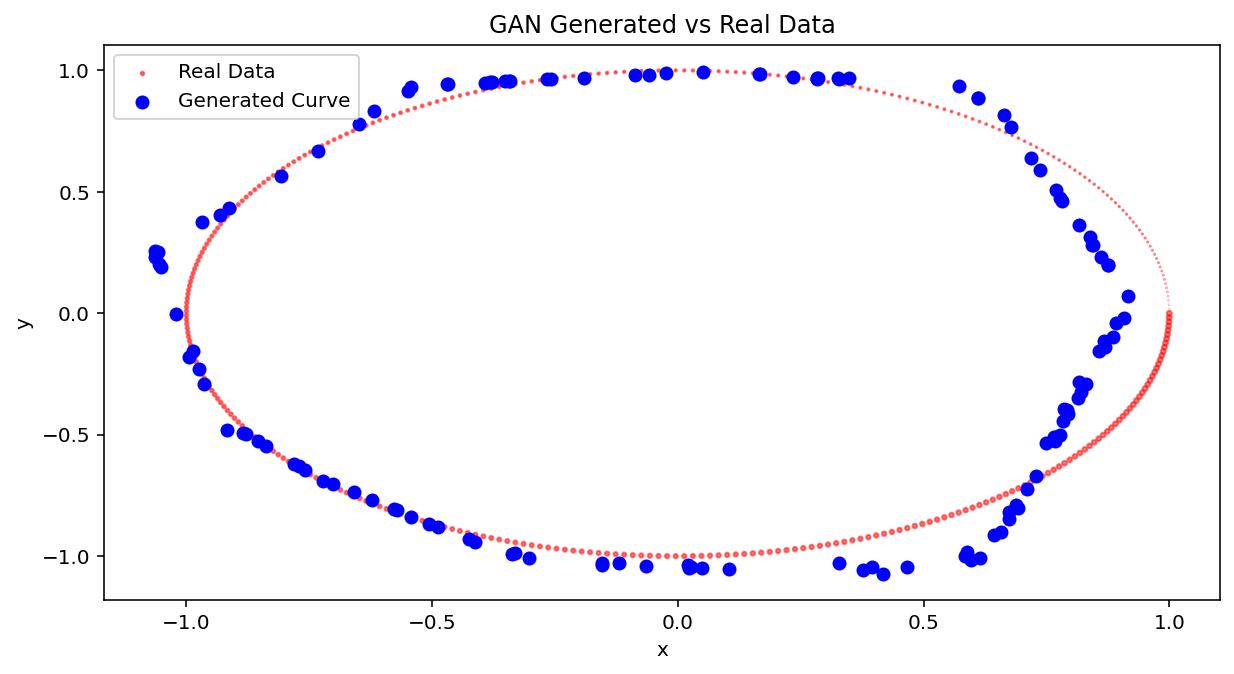 GAN Generated vs Real Data
Real Data
Generated Curve
1.0
0.5
0.0
−0.5
−1.0
y
−1.0 −0.5 0.0 0.5 1.0
x